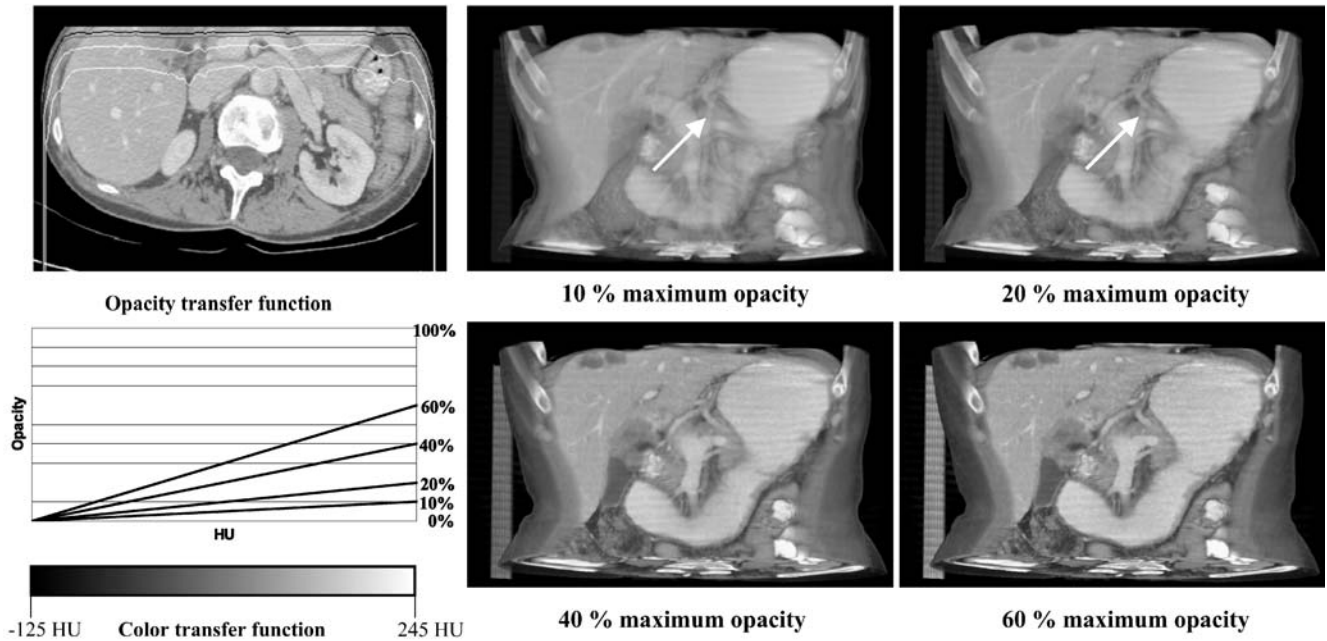 10 % maximum opacity
20 % maximum opacity
Opacity transfer function
100%
60%
40%
20%
10%
0%
Opacity
HU
-125 HU
Color transfer function
245 HU
40 % maximum opacity
60 % maximum opacity